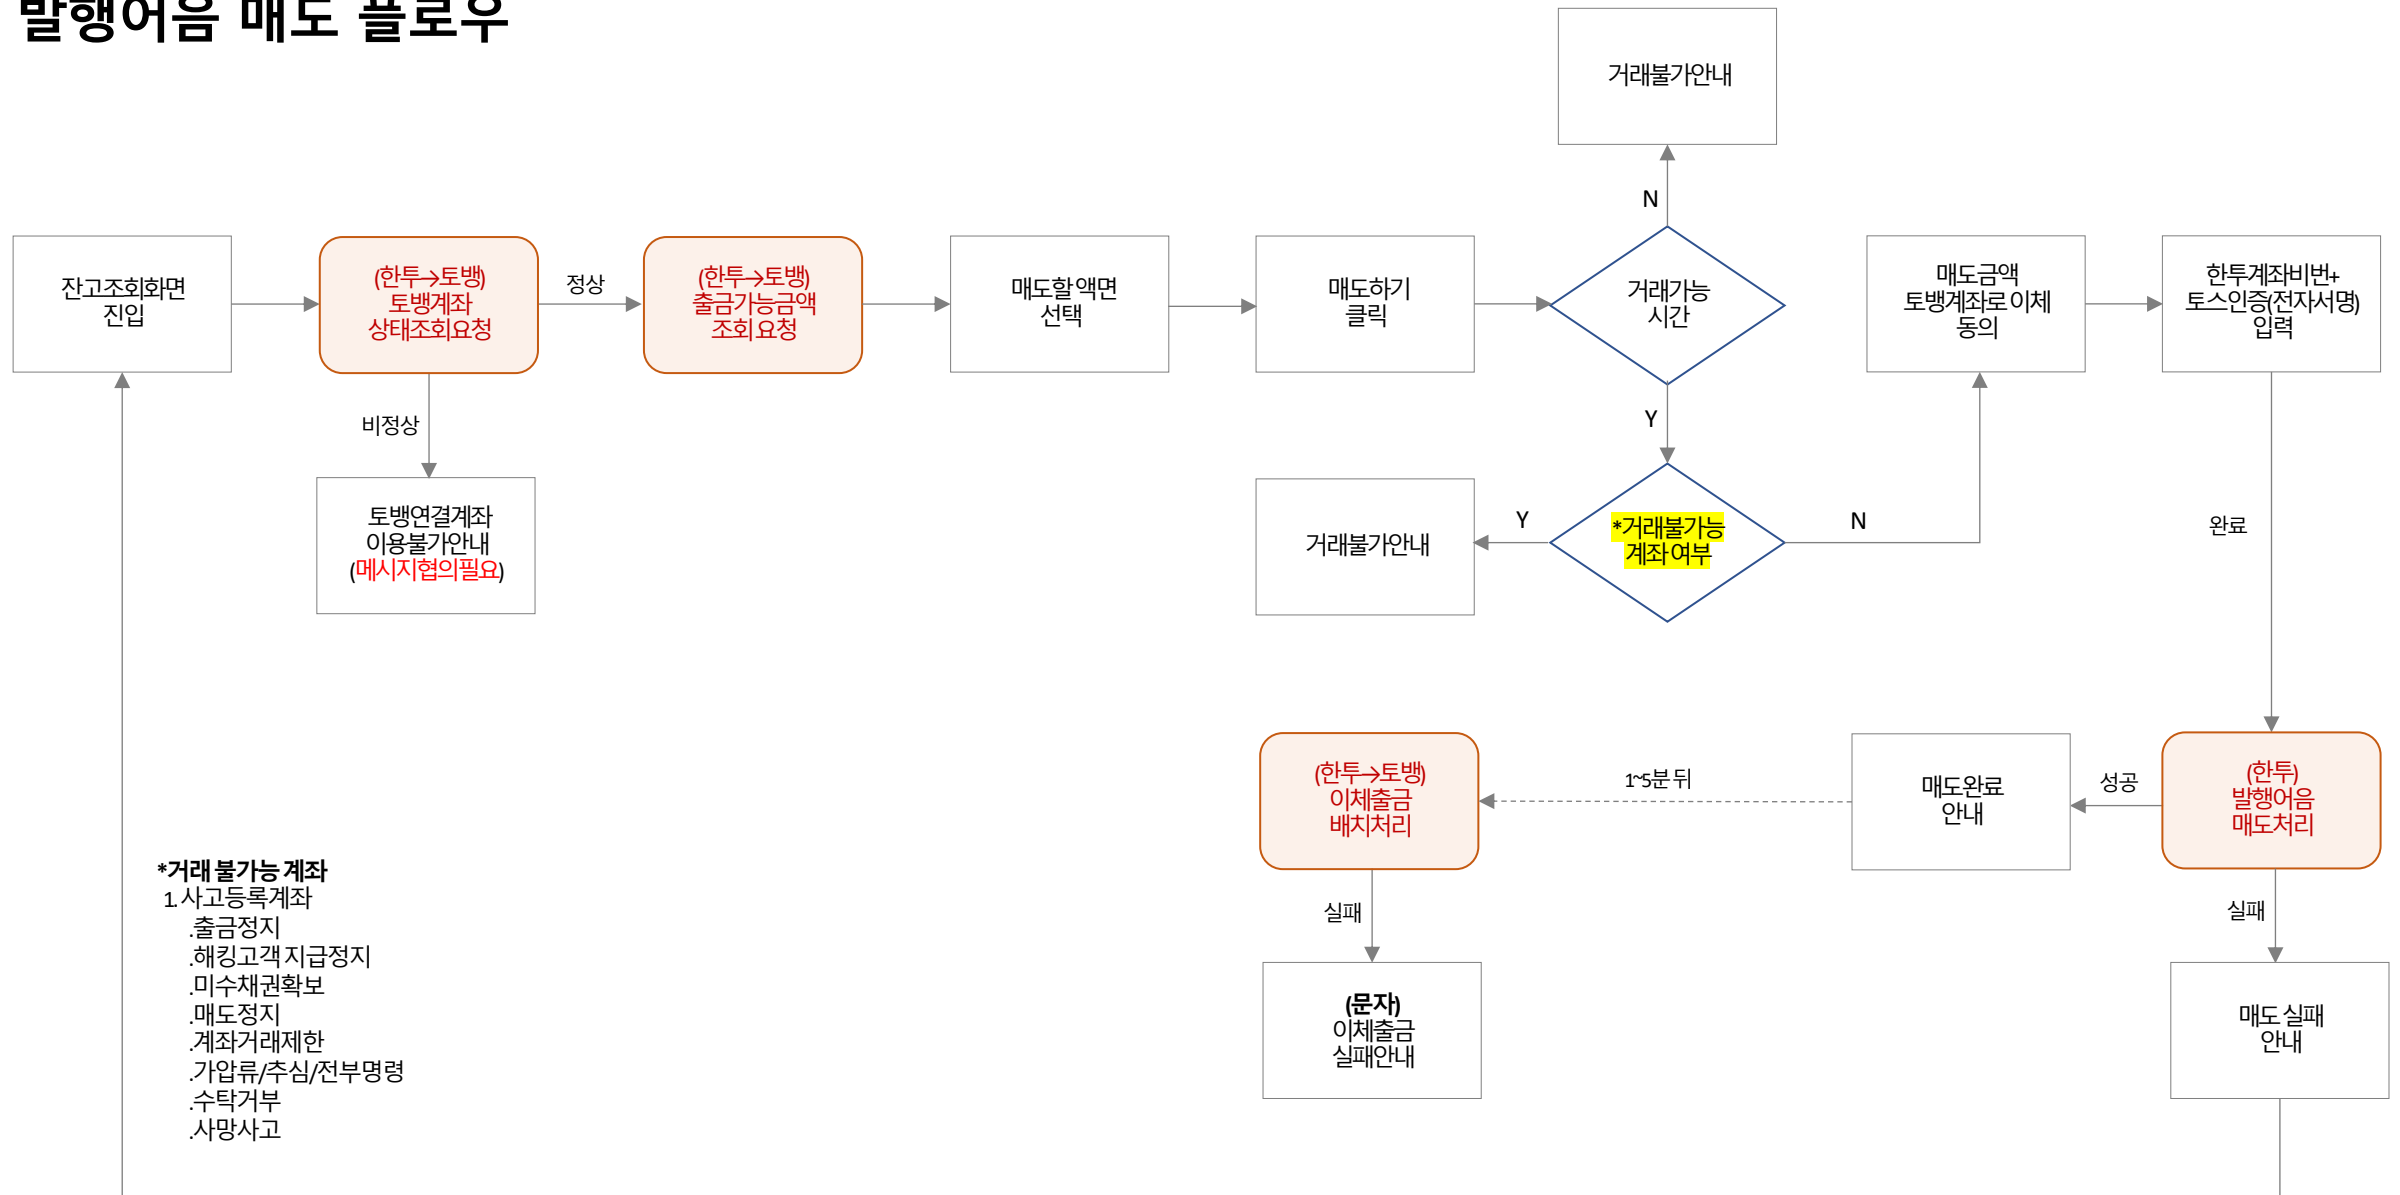 발행어음 매도 플로우
거래불가안내
N
잔고조회화면
진입
(한투→토뱅)
토뱅계좌
상태조회요청
정상
(한투→토뱅)
출금가능금액
조회 요청
매도할 액면
선택
매도하기
클릭
거래가능
시간
매도금액
토뱅계좌로 이체
동의
한투계좌비번+
토스인증(전자서명)
입력
비정상
Y
토뱅연결계좌
이용불가안내
(메시지협의필요)
거래불가안내
Y
*거래불가능
계좌 여부
N
완료
(한투→토뱅)
이체출금
배치처리
1~5분 뒤
매도완료
안내
성공
(한투)
발행어음
매도처리
실패
실패
(문자)
이체출금
실패안내
매도 실패
안내
*거래 불가능 계좌
1. 사고등록계좌
.출금정지
.해킹고객 지급정지
.미수채권확보
.매도정지
.계좌거래제한
.가압류/추심/전부명령
.수탁거부
.사망사고